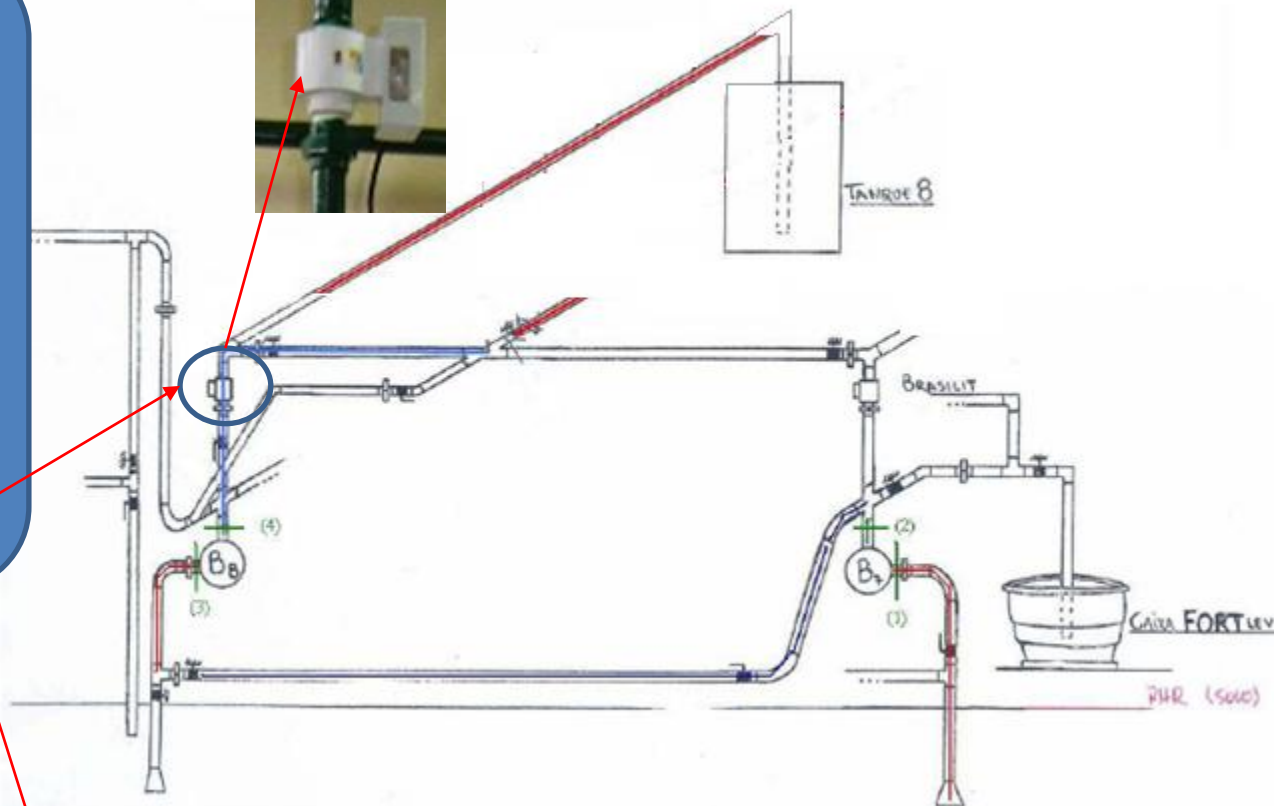 TANQUE 8
BRASILIT
(4)
(2)
B8
B7
(3)
(1)
CAIXA FORTLEV
PHR (SOLO)